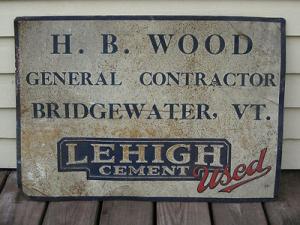 H. B. WOOD
GENERAL CONTRACTOR
BRIDGEWATER, VT.
LEHIGH
CEMENT Used